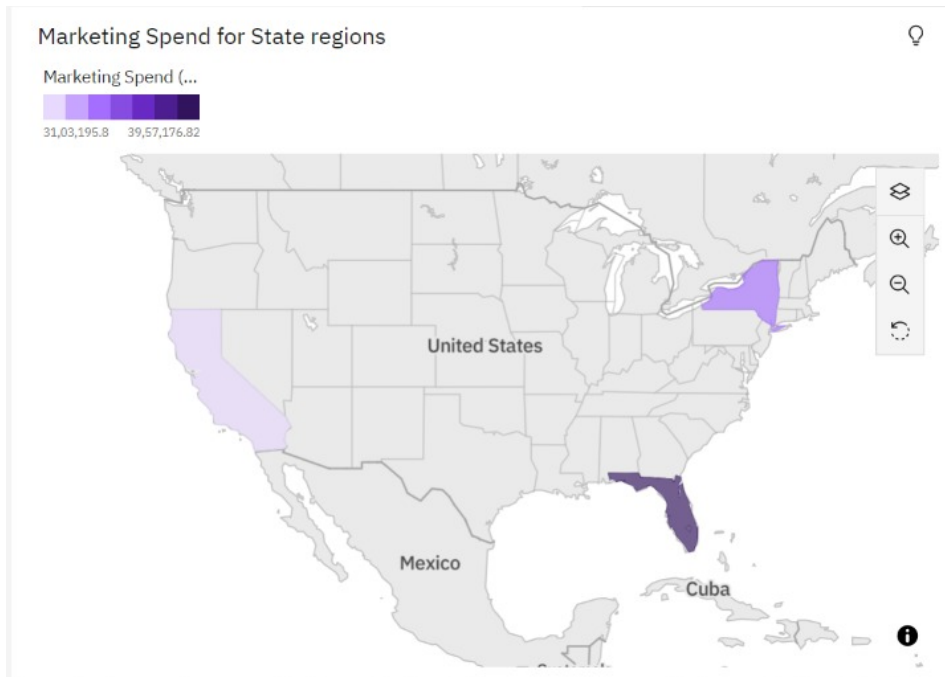 Marketing Spend for State regions
Marketing Spend (...
31,03,195.8 39,57,176.82
United States
Mexico
Cuba